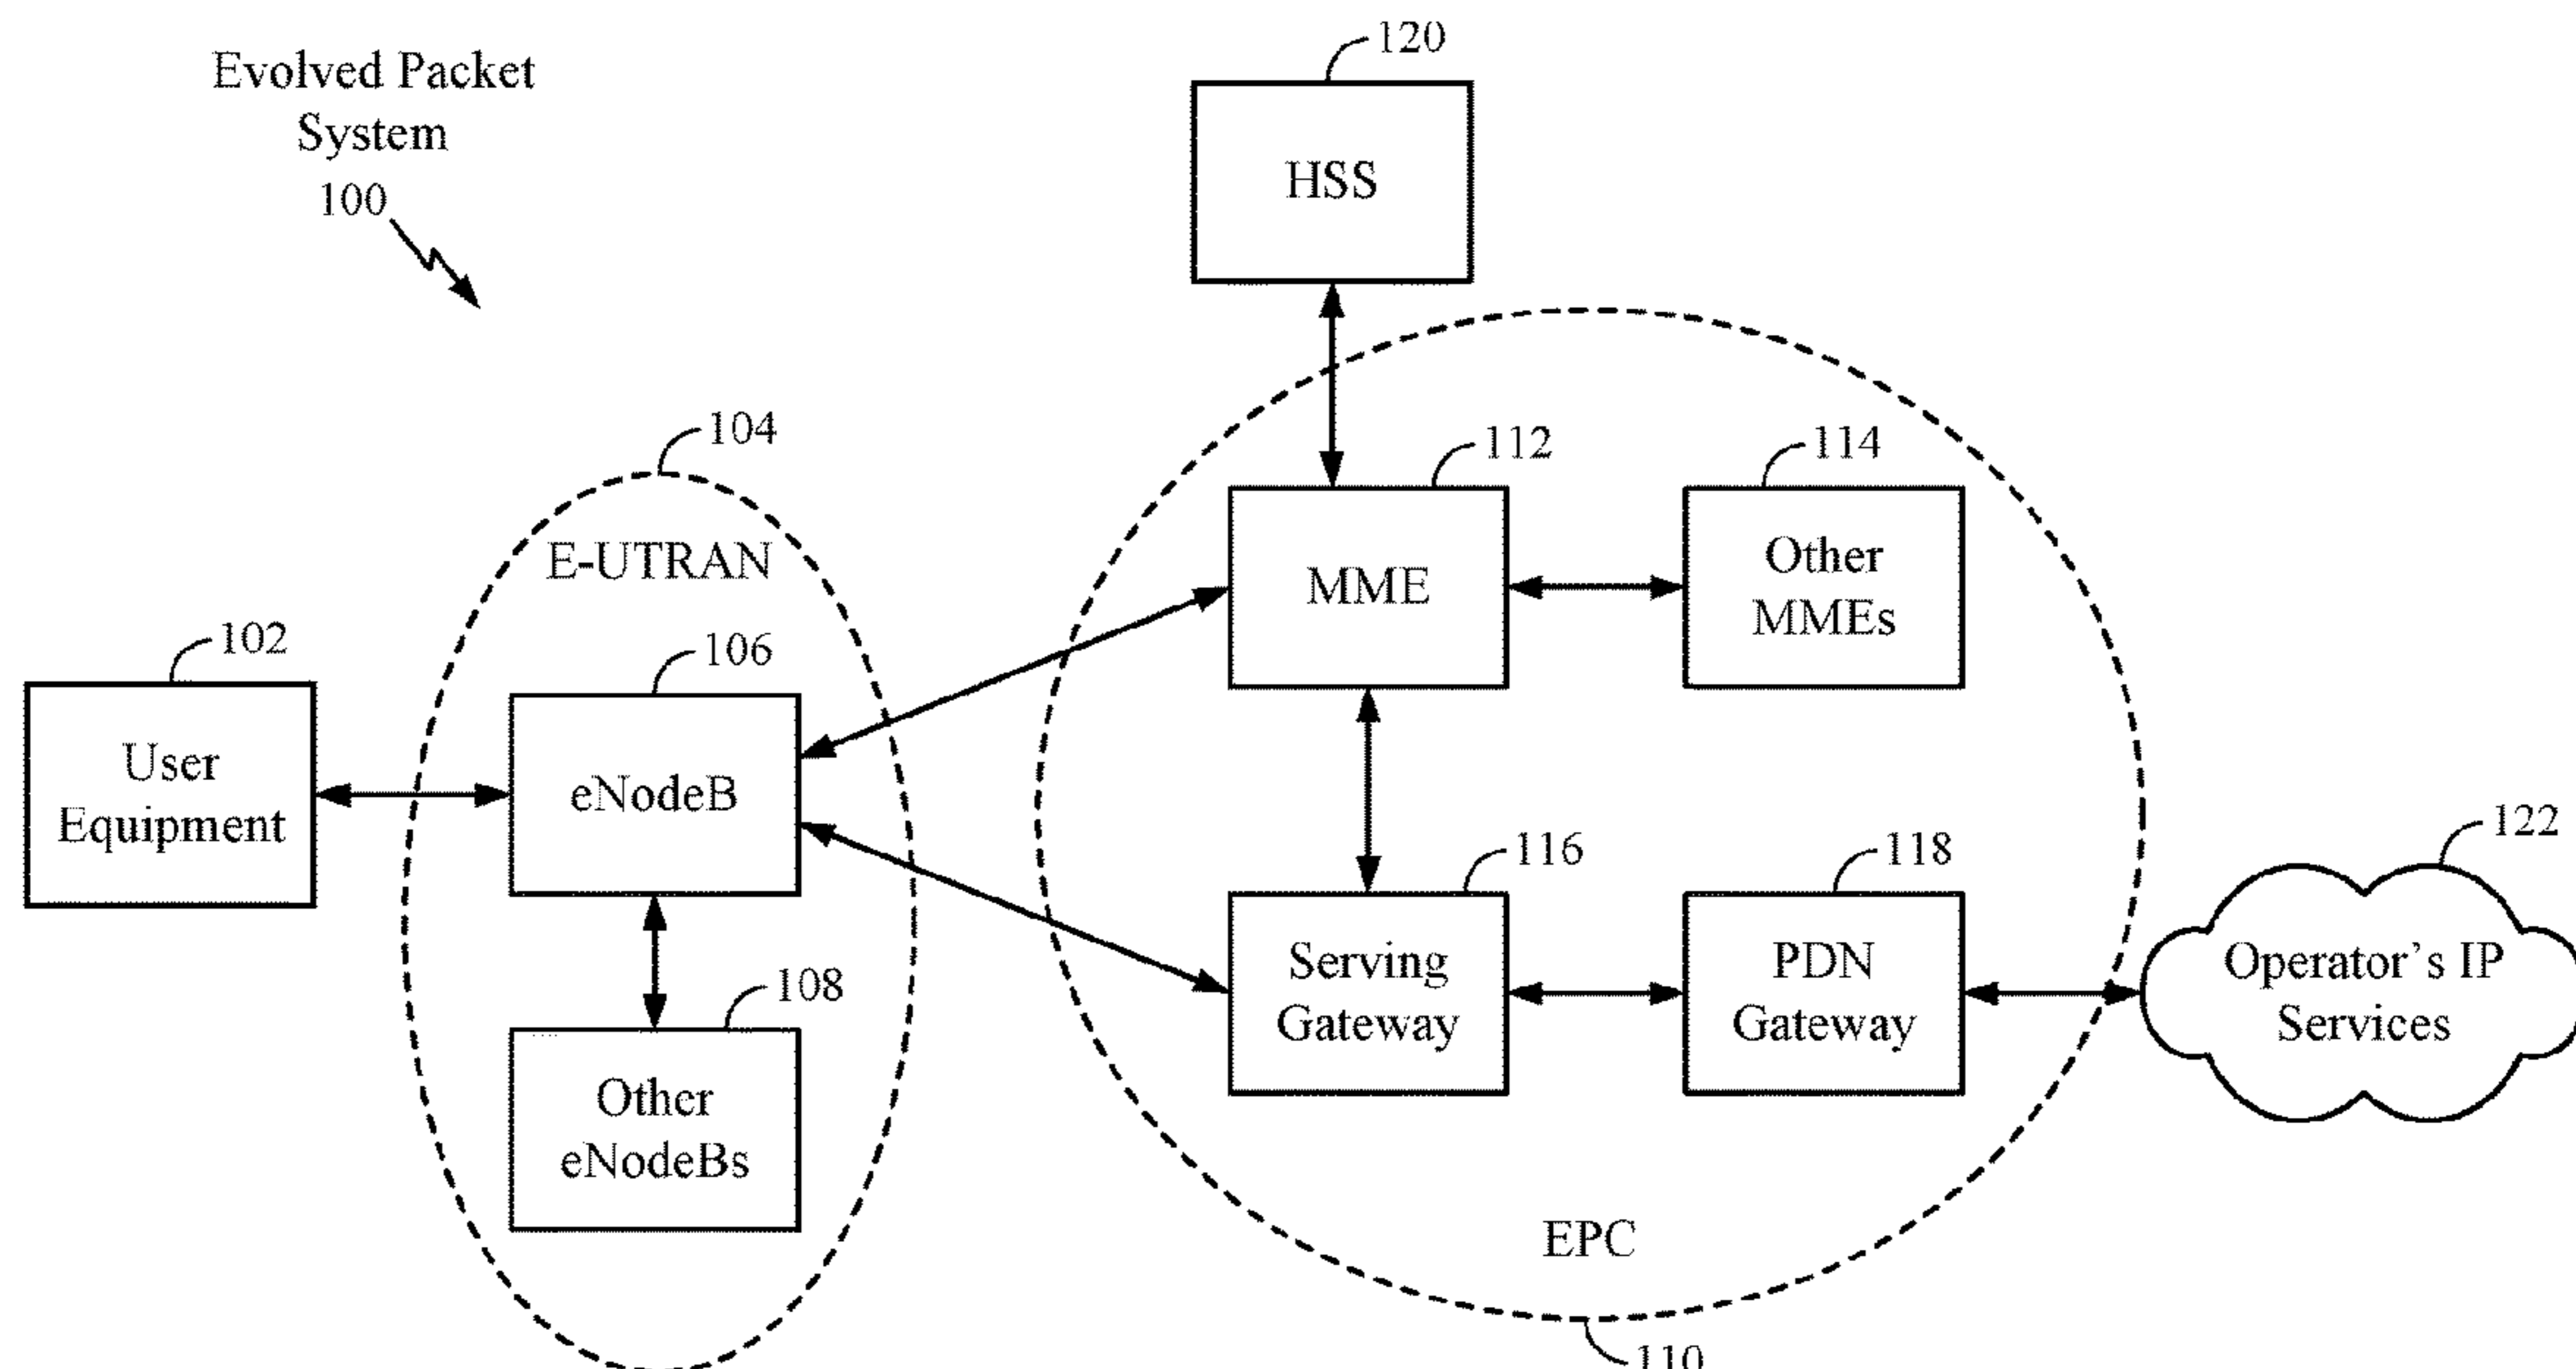 Evolved Packet
System
100
120
HSS
104
E-UTRAN
112
MME
114
Other
MMEs
102
User
Equipment
106
eNodeB
108
Other
eNodeBs
116
Serving
Gateway
118
PDN
Gateway
122
Operator's IP
Services
EPC
110